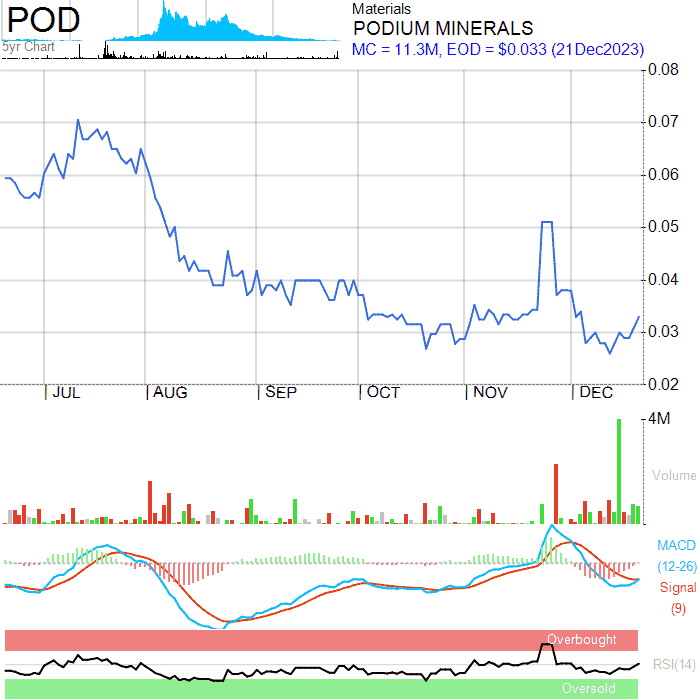 POD
5yr Chart
Materials
PODIUM MINERALS
MC = 11.3M, EOD = $0.033 (21Dec2023)
0.08
0.07
0.06
0.05
0.04
0.03
0.02
JUL AUG SEP OCT NOV DEC
4M
Volume
MACD
(12-26)
Signal
(9)
Overbought
RSI(14)
Oversold